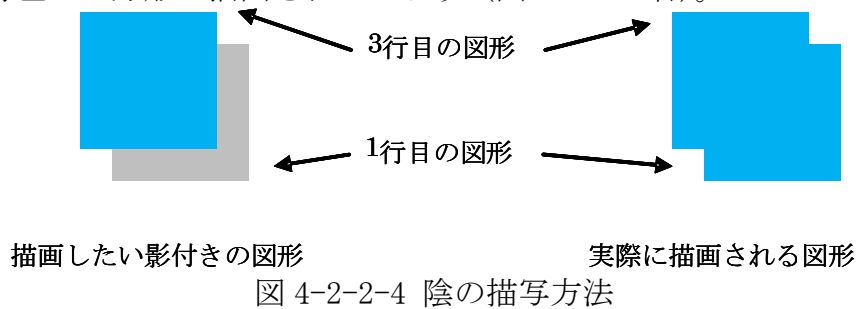 3行目の図形
1行目の図形
描画したい影付きの図形
実際に描画される図形
図 4-2-2-4 陰の描写方法